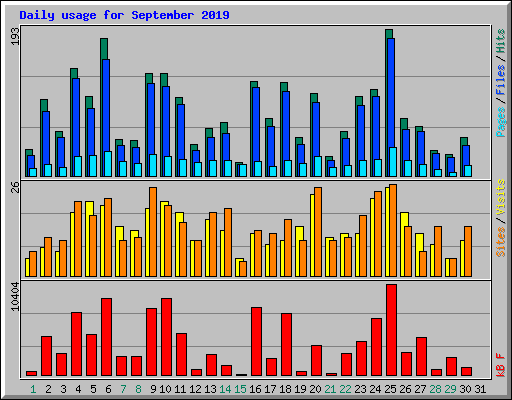 Daily usage for September 2019
193
Pages / Files / Hits
26
Sites / Visits
10404
kB F
1 2 3 4 5 6 7 8 9 10 11 12 13 14 15 16 17 18 19 20 21 22 23 24 25 26 27 28 29 30 31